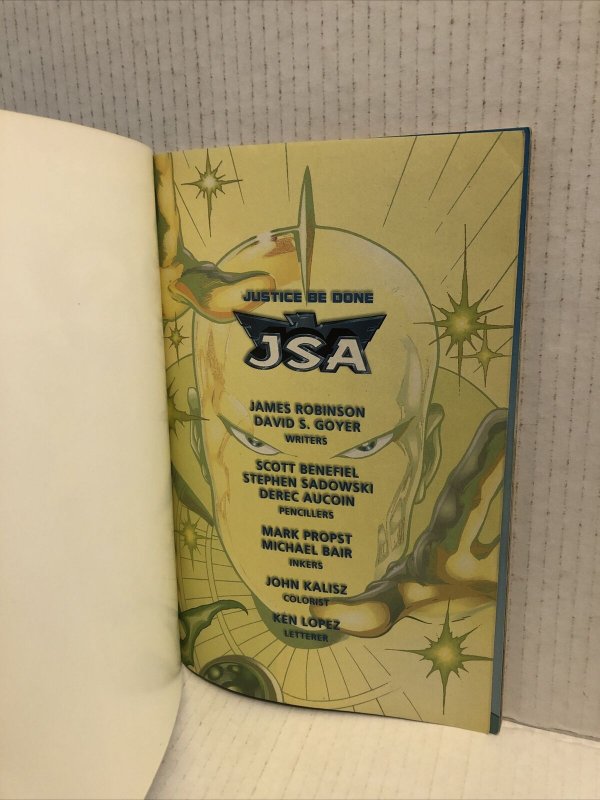 JUSTICE BE DONE
JSA
JAMES ROBINSON
DAVID S. GOYER
WRITERS
SCOTT BENEFIEL
STEPHEN SADOWSKI
DEREC AUCOIN
PENCILLERS
MARK PROPST
MICHAEL BAIR
INKERS
JOHN KALISZ
COLORIST
KEN LOPEZ
LETTERER